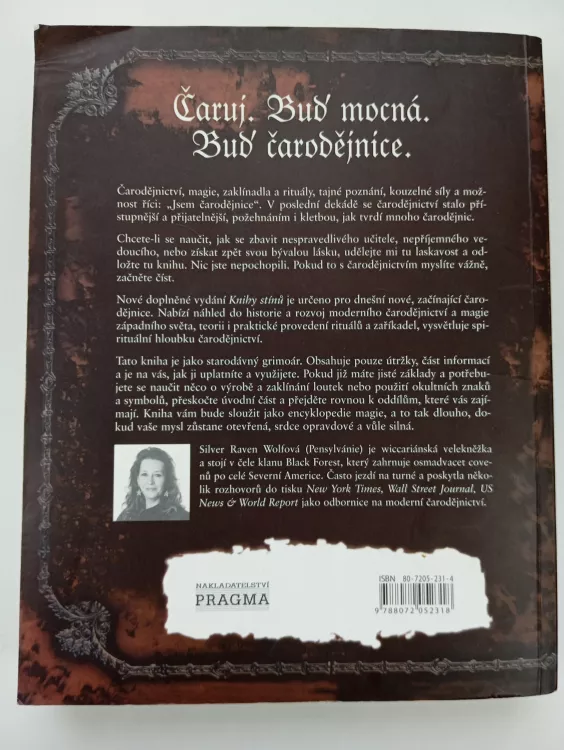 Čaruj. Buď mocná.
Buď čarodějnice.
Čarodějnictví, magie, zaklínadla a rituály, tajné poznání, kouzelné síly a mož-
nost říci: „Jsem čarodějnice“. V poslední dekádě se čarodějnictví stalo pří-
stupnější a přijatelnější, požehnáním i kletbou, jak tvrdí mnoho čarodějnic.
Chcete-li se naučit, jak se zbavit nespravedlivého učitele, nepříjemného ve-
doucího, nebo získat zpět svou bývalou lásku, udělejte mi tu laskavost a od-
ložte tu knihu. Nic jste nepochopili. Pokud to s čarodějnictvím myslíte vážně,
začněte číst.
Nové doplněné vydání Knihy stínů je určeno pro dnešní nové, začínající čaro-
dějnice. Nabízí náhled do historie a rozvoj moderního čarodějnictví a magie
západního světa, teorii i praktické provedení rituálů a zaříkadel, vysvětluje spi-
rituální hloubku čarodějnictví.
Tato kniha je jako starodávný grimoár. Obsahuje pouze útržky, část informací
a je na vás, jak ji uplatníte a využijete. Pokud již máte jisté základy a potřebu-
jete se naučit něco o výrobě a zaklínání loutek nebo použití okultních znaků
a symbolů, přeskočte úvodní část a přejděte rovnou k oddílům, které vás zají-
mají. Kniha vám bude sloužit jako encyklopedie magie, a to tak dlouho, do-
kud vaše mysl zůstane otevřená, srdce opravdové a vůle silná.
Silver Raven Wolfová (Pensylvánie) je wiccariánská velekněžka
a stojí v čele klanu Black Forest, který zahrnuje osmadvacet cove-
nů po celé Severní Americe. Často jezdí na turné a poskytla něko-
lik rozhovorů do tisku New York Times, Wall Street Journal, US
News & World Report jako odbornice na moderní čarodějnictví.
NAKLADATELSTVÍ
PRAGMA
ISBN 80-7205-231-4
9 788072 052318